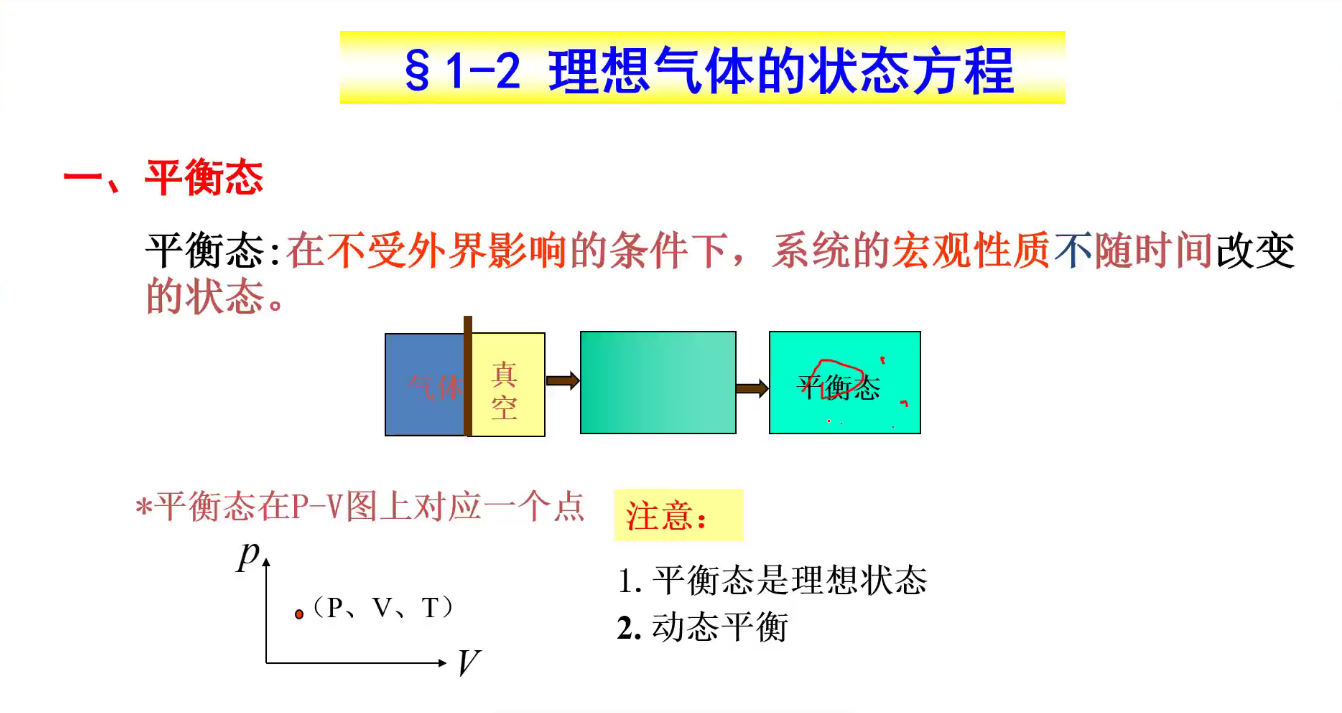 §1-2 理想气体的状态方程
一、平衡态
平衡态:在不受外界影响的条件下，系统的宏观性质不随时间改变
的状态。
气体
真
空
平衡态
*平衡态在P-V图上对应一个点
注意：
p
（P、V、T）
V
1. 平衡态是理想状态
2. 动态平衡